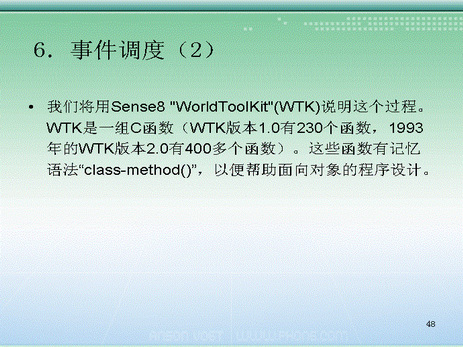 6. 事件调度（2）
• 我们将用Sense8 "WorldToolKit"(WTK)说明这个过程。
WTK是一组C函数（WTK版本1.0有230个函数，1993
年的WTK版本2.0有400多个函数）。这些函数有记忆
语法“class-method()”，以便帮助面向对象的程序设计。
48